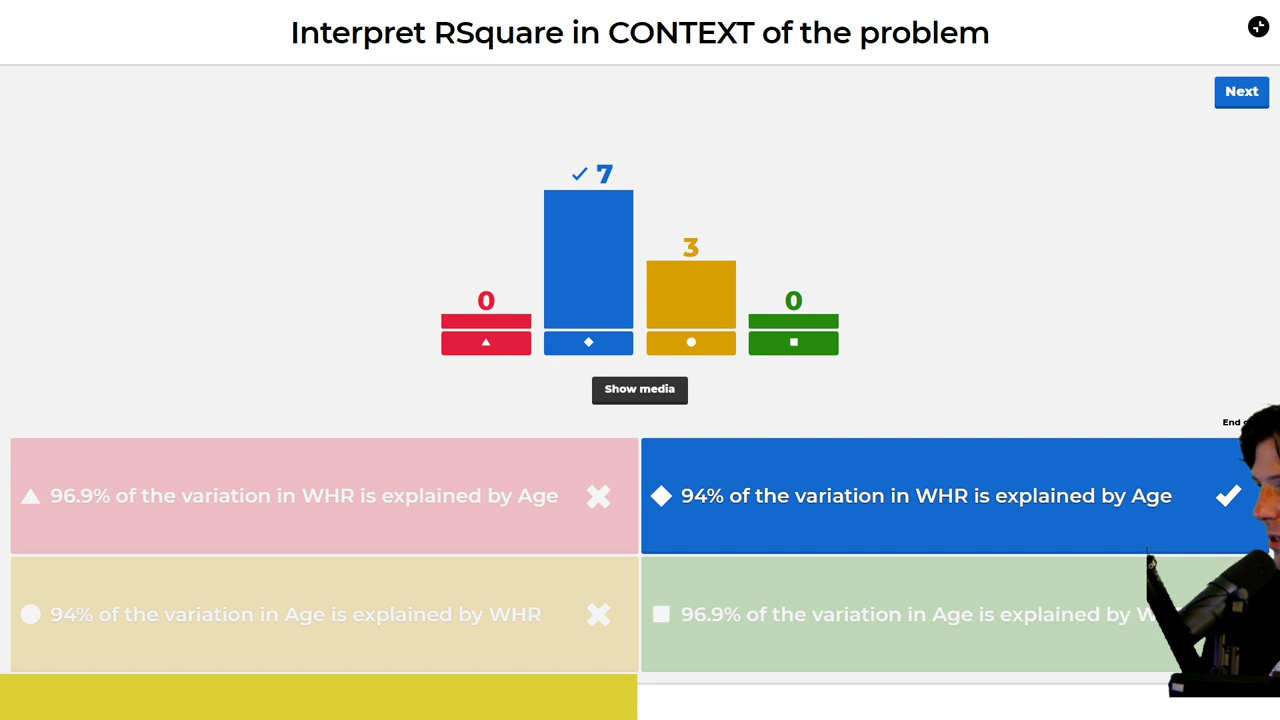 Interpret RSquare in CONTEXT of the problem
Next
7
3
0
0
Show media
End
96.9% of the variation in WHR is explained by Age
94% of the variation in WHR is explained by Age
94% of the variation in Age is explained by WHR
96.9% of the variation in Age is explained by